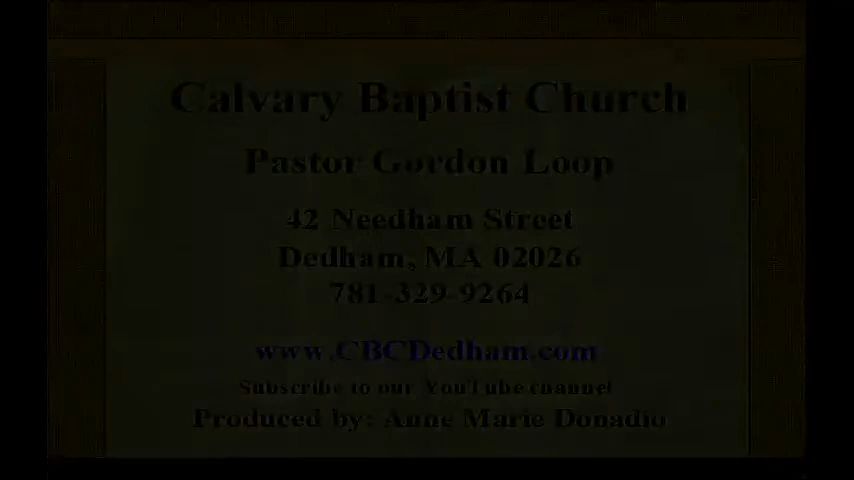 Calvary Baptist Church
Pastor Gordon Loop
42 Needham Street
Dedham, MA 02026
781-329-9264
www.CBCDedham.com
Subscribe to our YouTube channel
Produced by: Anne Marie Donadio